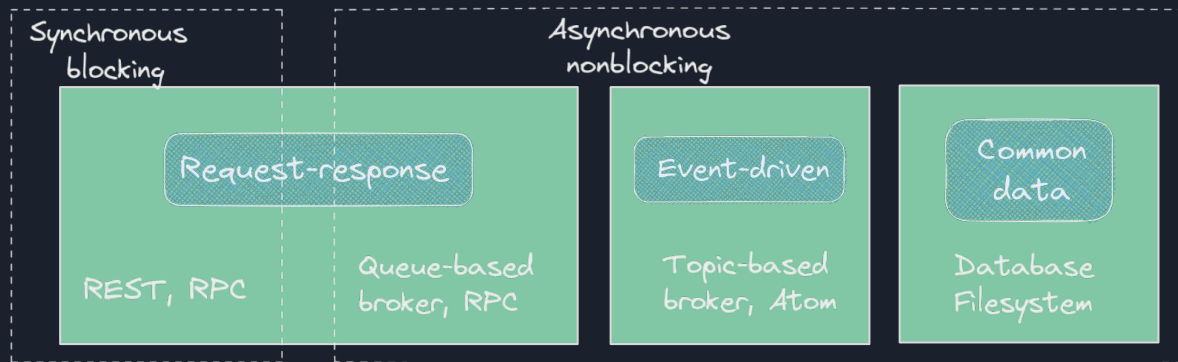 Synchronous
blocking
Asynchronous
nonblocking
Request-response
REST, RPC
Queue-based
broker, RPC
Event-driven
Topic-based
broker, Atom
Common
data
Database
Filesystem